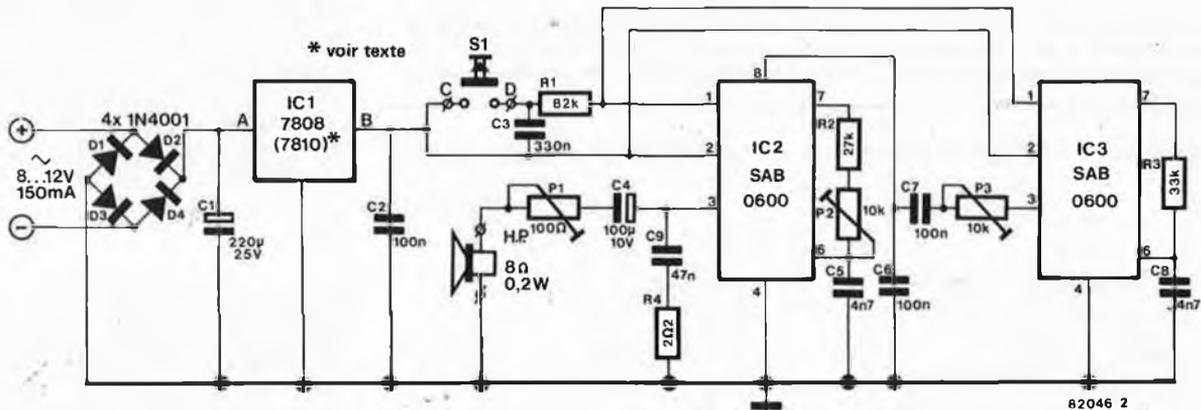 * voir texte
S1
C
D
R1
82k
C3
330n
4x 1N4001
D1
D2
D3
D4
~
8...12V
150mA
A
IC1
7808
(7810)*
B
C1
220µ
25V
C2
100n
H.P.
8Ω
0,2W
P1
100Ω
C4
100µ
10V
C9
47n
R4
2Ω2
1
2
3
4
6
7
8
IC2
SAB
0600
R2
27k
P2
10k
C5
4n7
C6
100n
C7
100n
P3
10k
1
2
3
4
6
7
IC3
SAB
0600
R3
33k
C8
4n7
82046 2